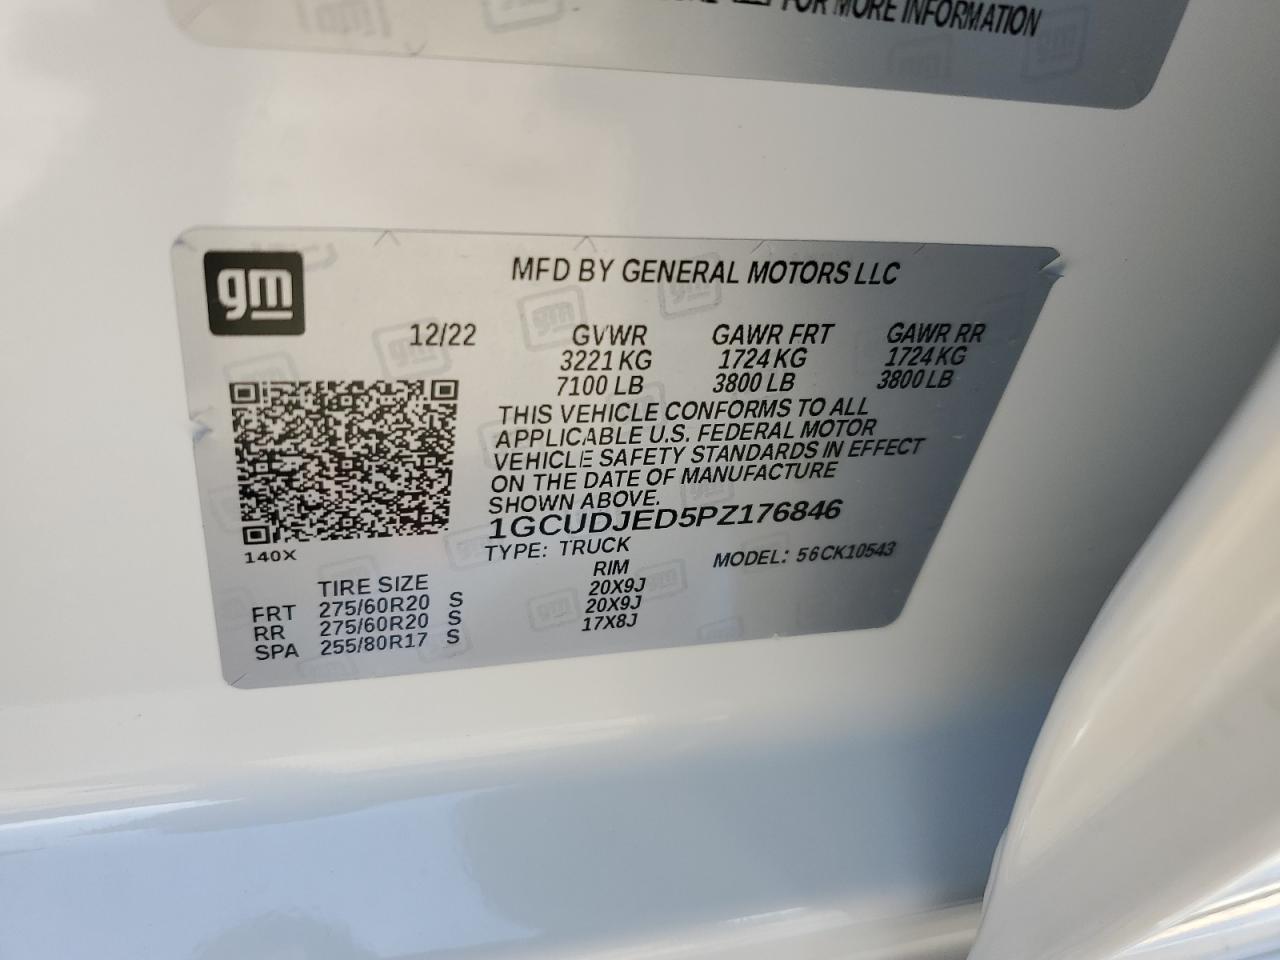 FOR MORE INFORMATION
gm
MFD BY GENERAL MOTORS LLC
12/22 GVWR GAWR FRT GAWR RR
3221 KG 1724 KG 1724 KG
7100 LB 3800 LB 3800 LB
THIS VEHICLE CONFORMS TO ALL
APPLICABLE U.S. FEDERAL MOTOR
VEHICLE SAFETY STANDARDS IN EFFECT
ON THE DATE OF MANUFACTURE
SHOWN ABOVE.
1GCUDJED5PZ176846
140X
TYPE: TRUCK MODEL: 56CK10543
TIRE SIZE RIM
FRT 275/60R20 S 20X9J
RR 275/60R20 S 20X9J
SPA 255/80R17 S 17X8J